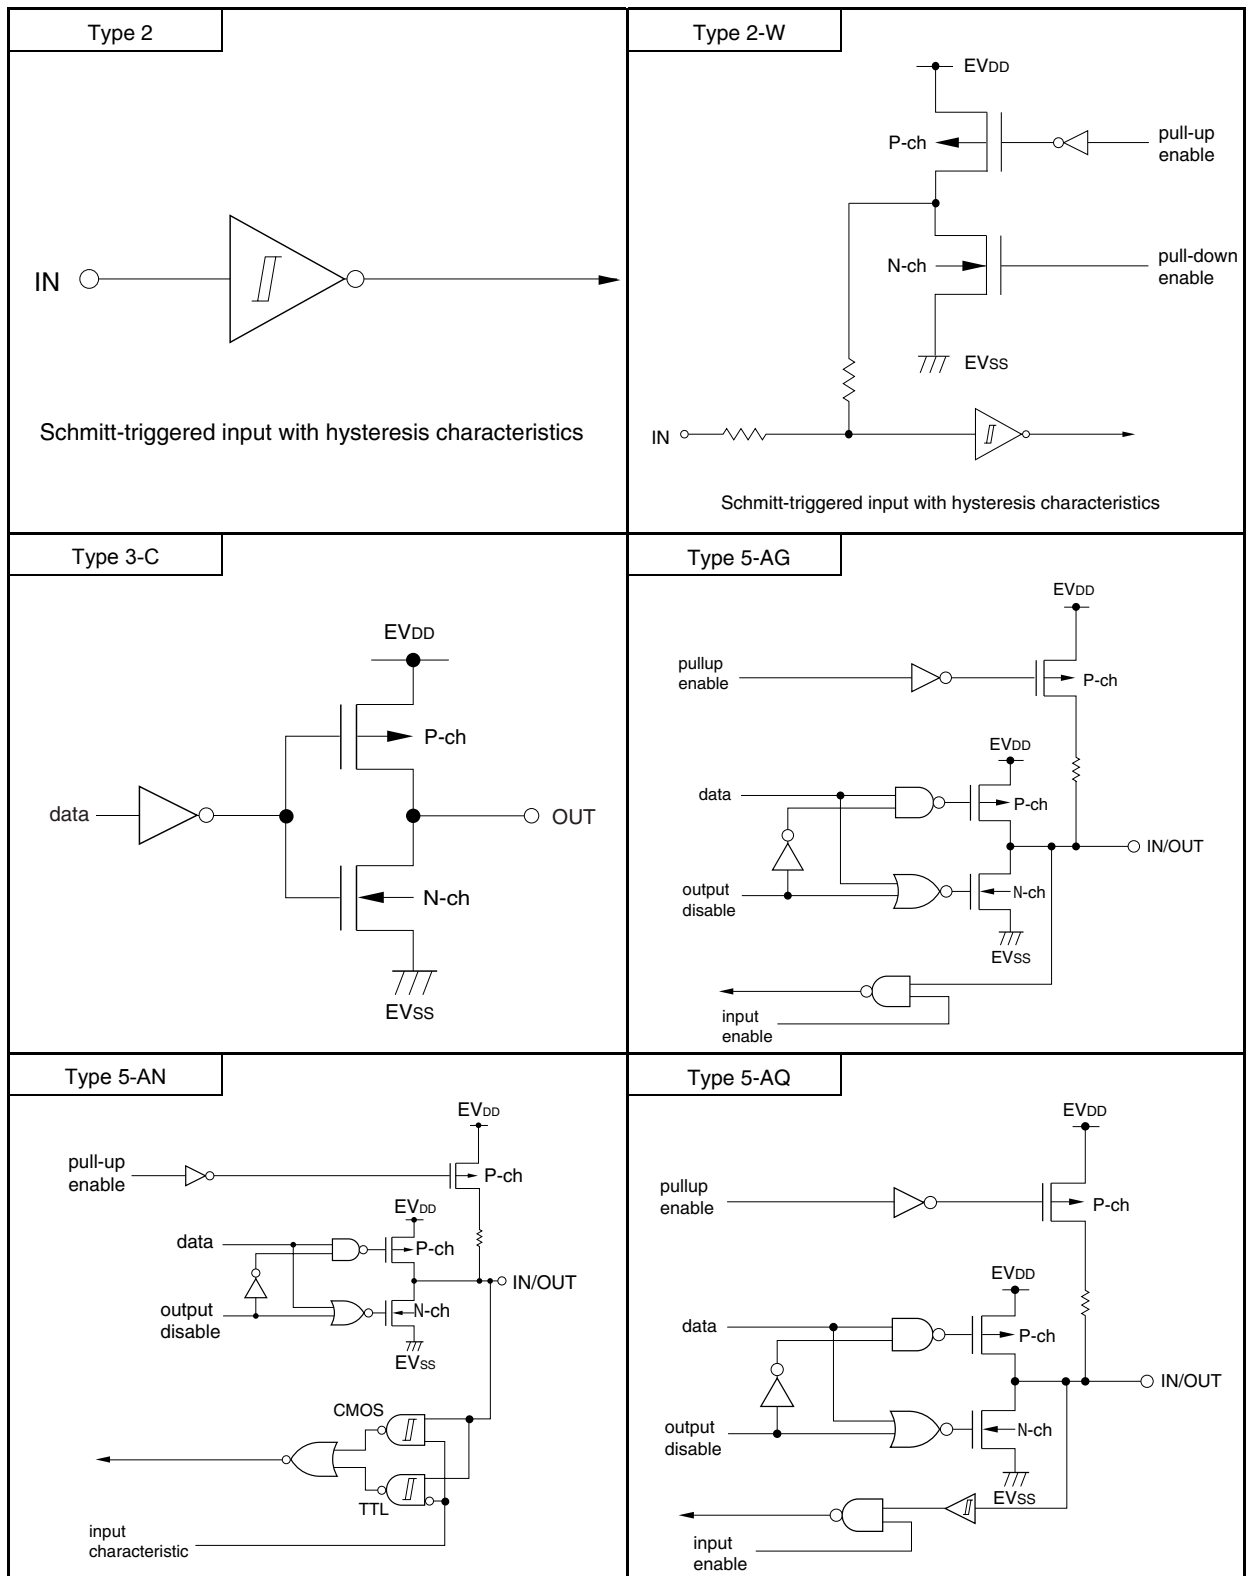 Type 2
IN
Schmitt-triggered input with hysteresis characteristics
Type 2-W
EVDD
P-ch
pull-up
enable
N-ch
pull-down
enable
EVSS
IN
Schmitt-triggered input with hysteresis characteristics
Type 3-C
EVDD
P-ch
data
OUT
N-ch
EVSS
Type 5-AG
EVDD
pullup
enable
P-ch
EVDD
data
P-ch
IN/OUT
output
disable
N-ch
EVSS
input
enable
Type 5-AN
EVDD
pull-up
enable
P-ch
EVDD
data
P-ch
IN/OUT
output
disable
N-ch
EVSS
CMOS
TTL
input
characteristic
Type 5-AQ
EVDD
pullup
enable
P-ch
EVDD
data
P-ch
IN/OUT
output
disable
N-ch
EVSS
input
enable